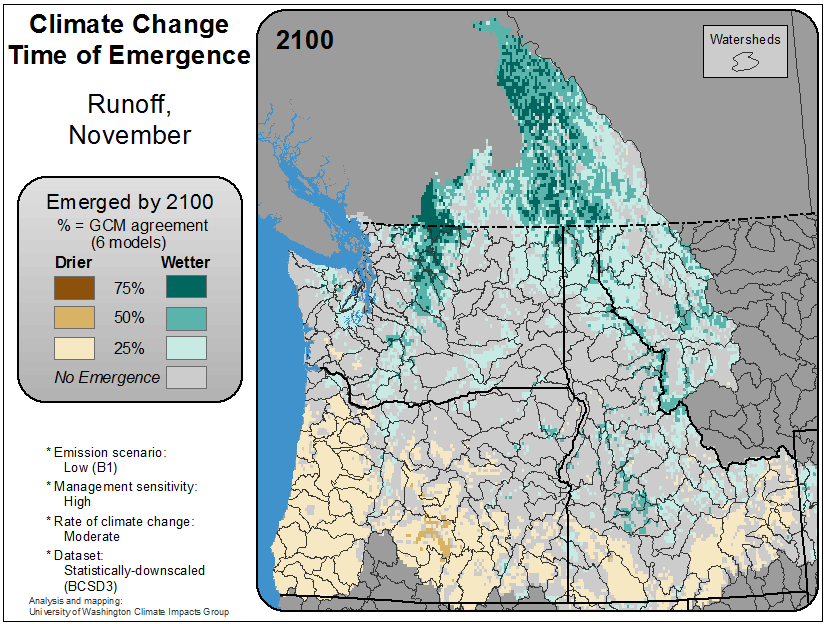 Climate Change
Time of Emergence
Runoff,
November
Emerged by 2100
% = GCM agreement
(6 models)
Drier Wetter
75%
50%
25%
No Emergence
* Emission scenario:
Low (B1)
* Management sensitivity:
High
* Rate of climate change:
Moderate
* Dataset:
Statistically-downscaled
(BCSD3)
Analysis and mapping:
University of Washington Climate Impacts Group
2100
Watersheds